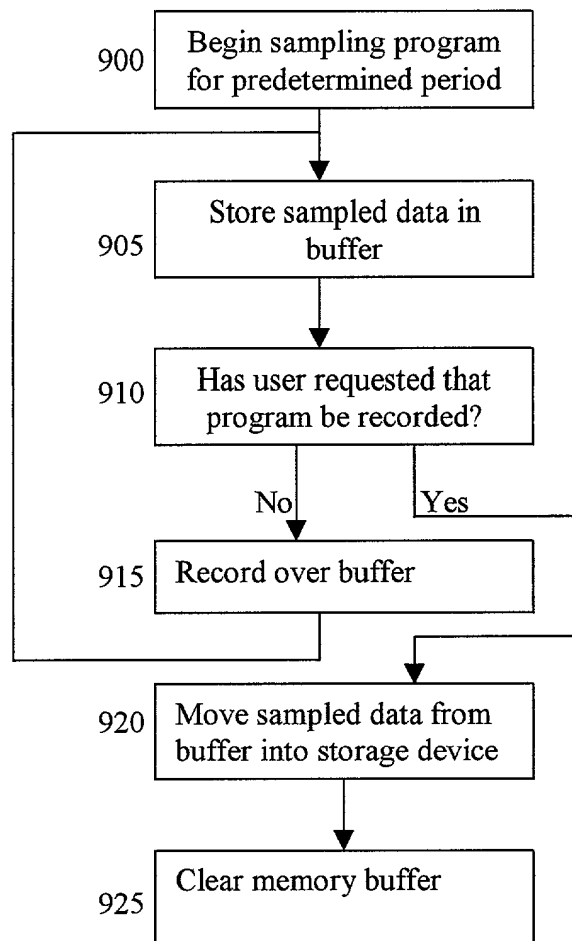 900
Begin sampling program
for predetermined period
905
Store sampled data in
buffer
910
Has user requested that
program be recorded?
No
Yes
915
Record over buffer
920
Move sampled data from
buffer into storage device
925
Clear memory buffer